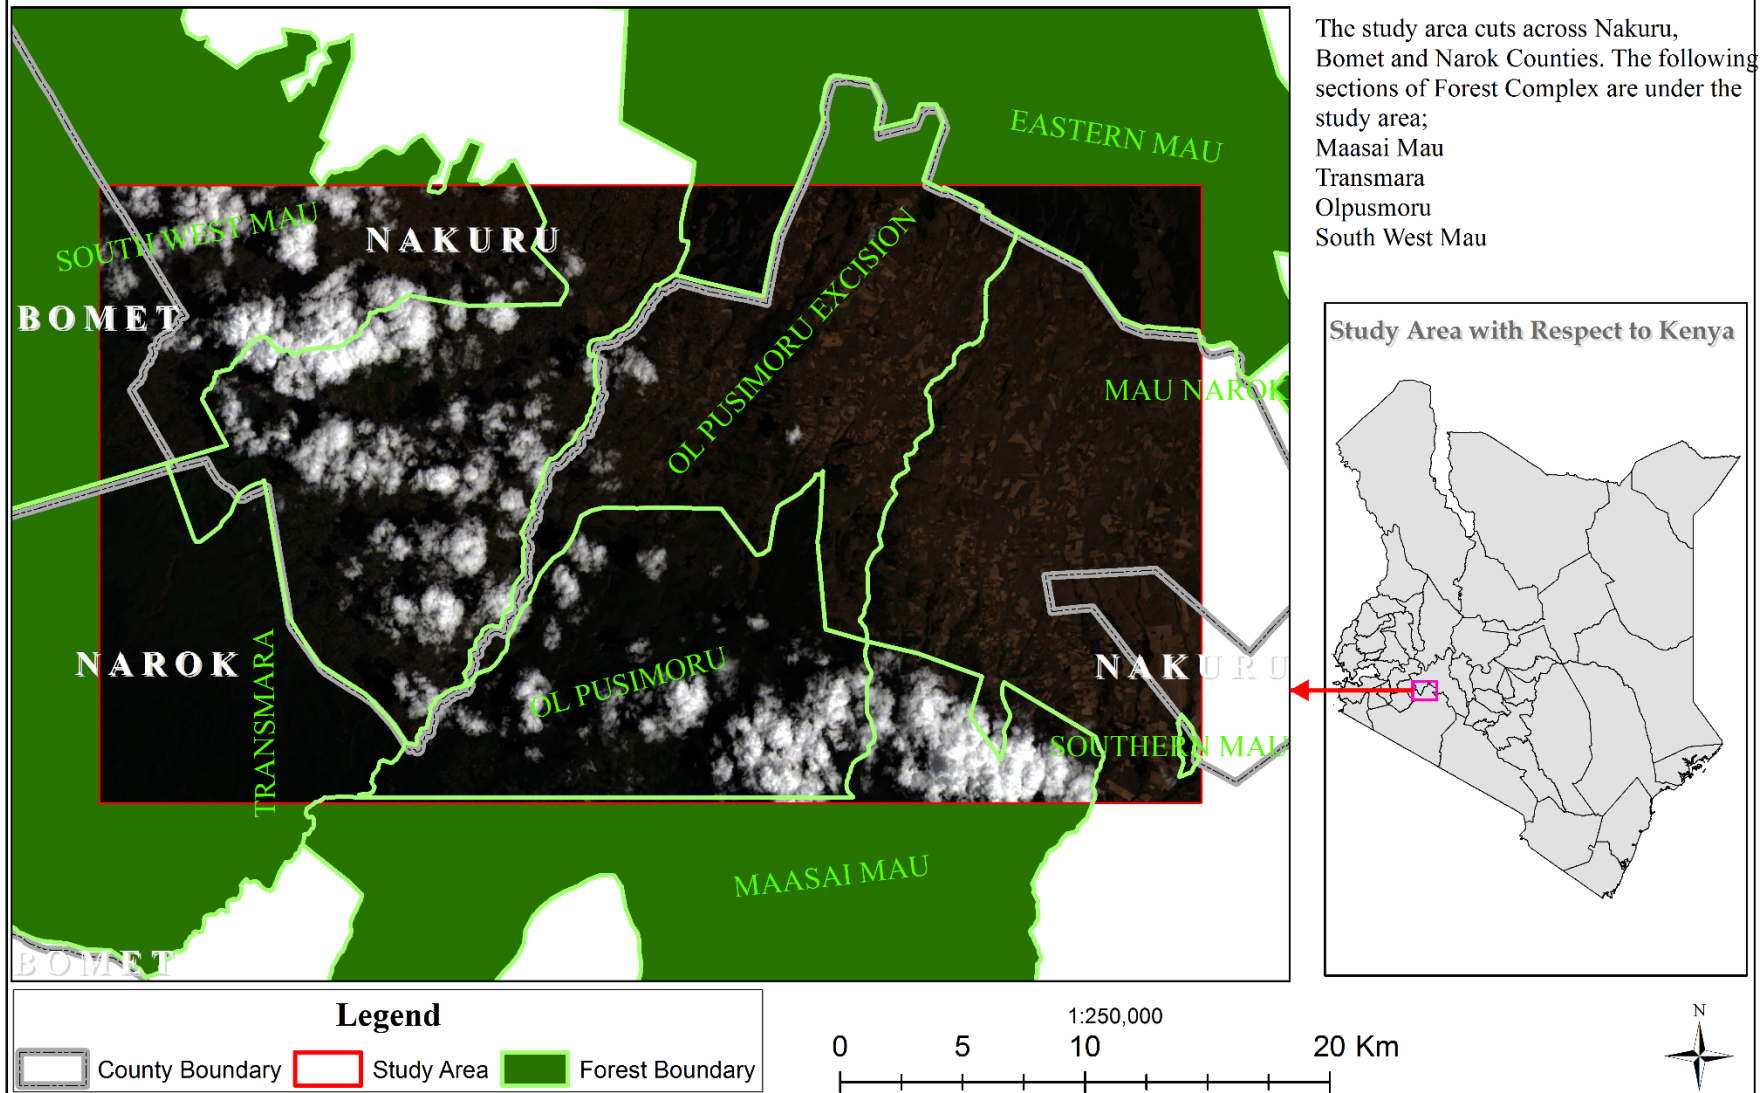 The study area cuts across Nakuru,
Bomet and Narok Counties. The following
sections of Forest Complex are under the
study area;
Maasai Mau
Transmara
Olpusmoru
South West Mau
EASTERN MAU
SOUTH WEST MAU
NAKURU
BOMET
OL PUSIMORU EXCISION
MAU NAROK
NAROK
TRANSMARA
OL PUSIMORU
NAKURU
SOUTHERN MAU
MAASAI MAU
BOMET
Study Area with Respect to Kenya
Legend
County Boundary
Study Area
Forest Boundary
1:250,000
0 5 10 20 Km
N